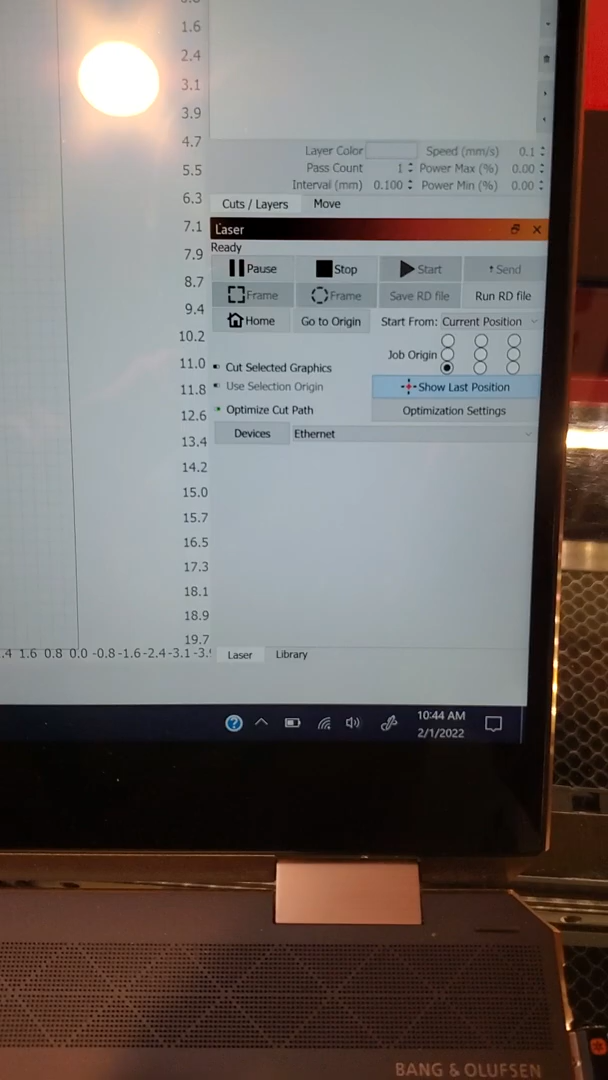 1.6
2.4
3.1
3.9
4.7
5.5
6.3
7.1
7.9
8.7
9.4
10.2
11.0
11.8
12.6
13.4
14.2
15.0
15.7
16.5
17.3
18.1
18.9
19.7
.4 1.6 0.8 0.0 -0.8 -1.6 -2.4 -3.1 -3.
Layer Color Speed (mm/s) 0.1
Pass Count 1 Power Max (%) 0.00
Interval (mm) 0.100 Power Min (%) 0.00
Cuts / Layers Move
Laser
Ready
Pause Stop Start Send
Frame Frame Save RD file Run RD file
Home Go to Origin Start From: Current Position
Job Origin
Cut Selected Graphics
Use Selection Origin Show Last Position
Optimize Cut Path Optimization Settings
Devices Ethernet
Laser Library
10:44 AM
2/1/2022
BANG & OLUFSEN